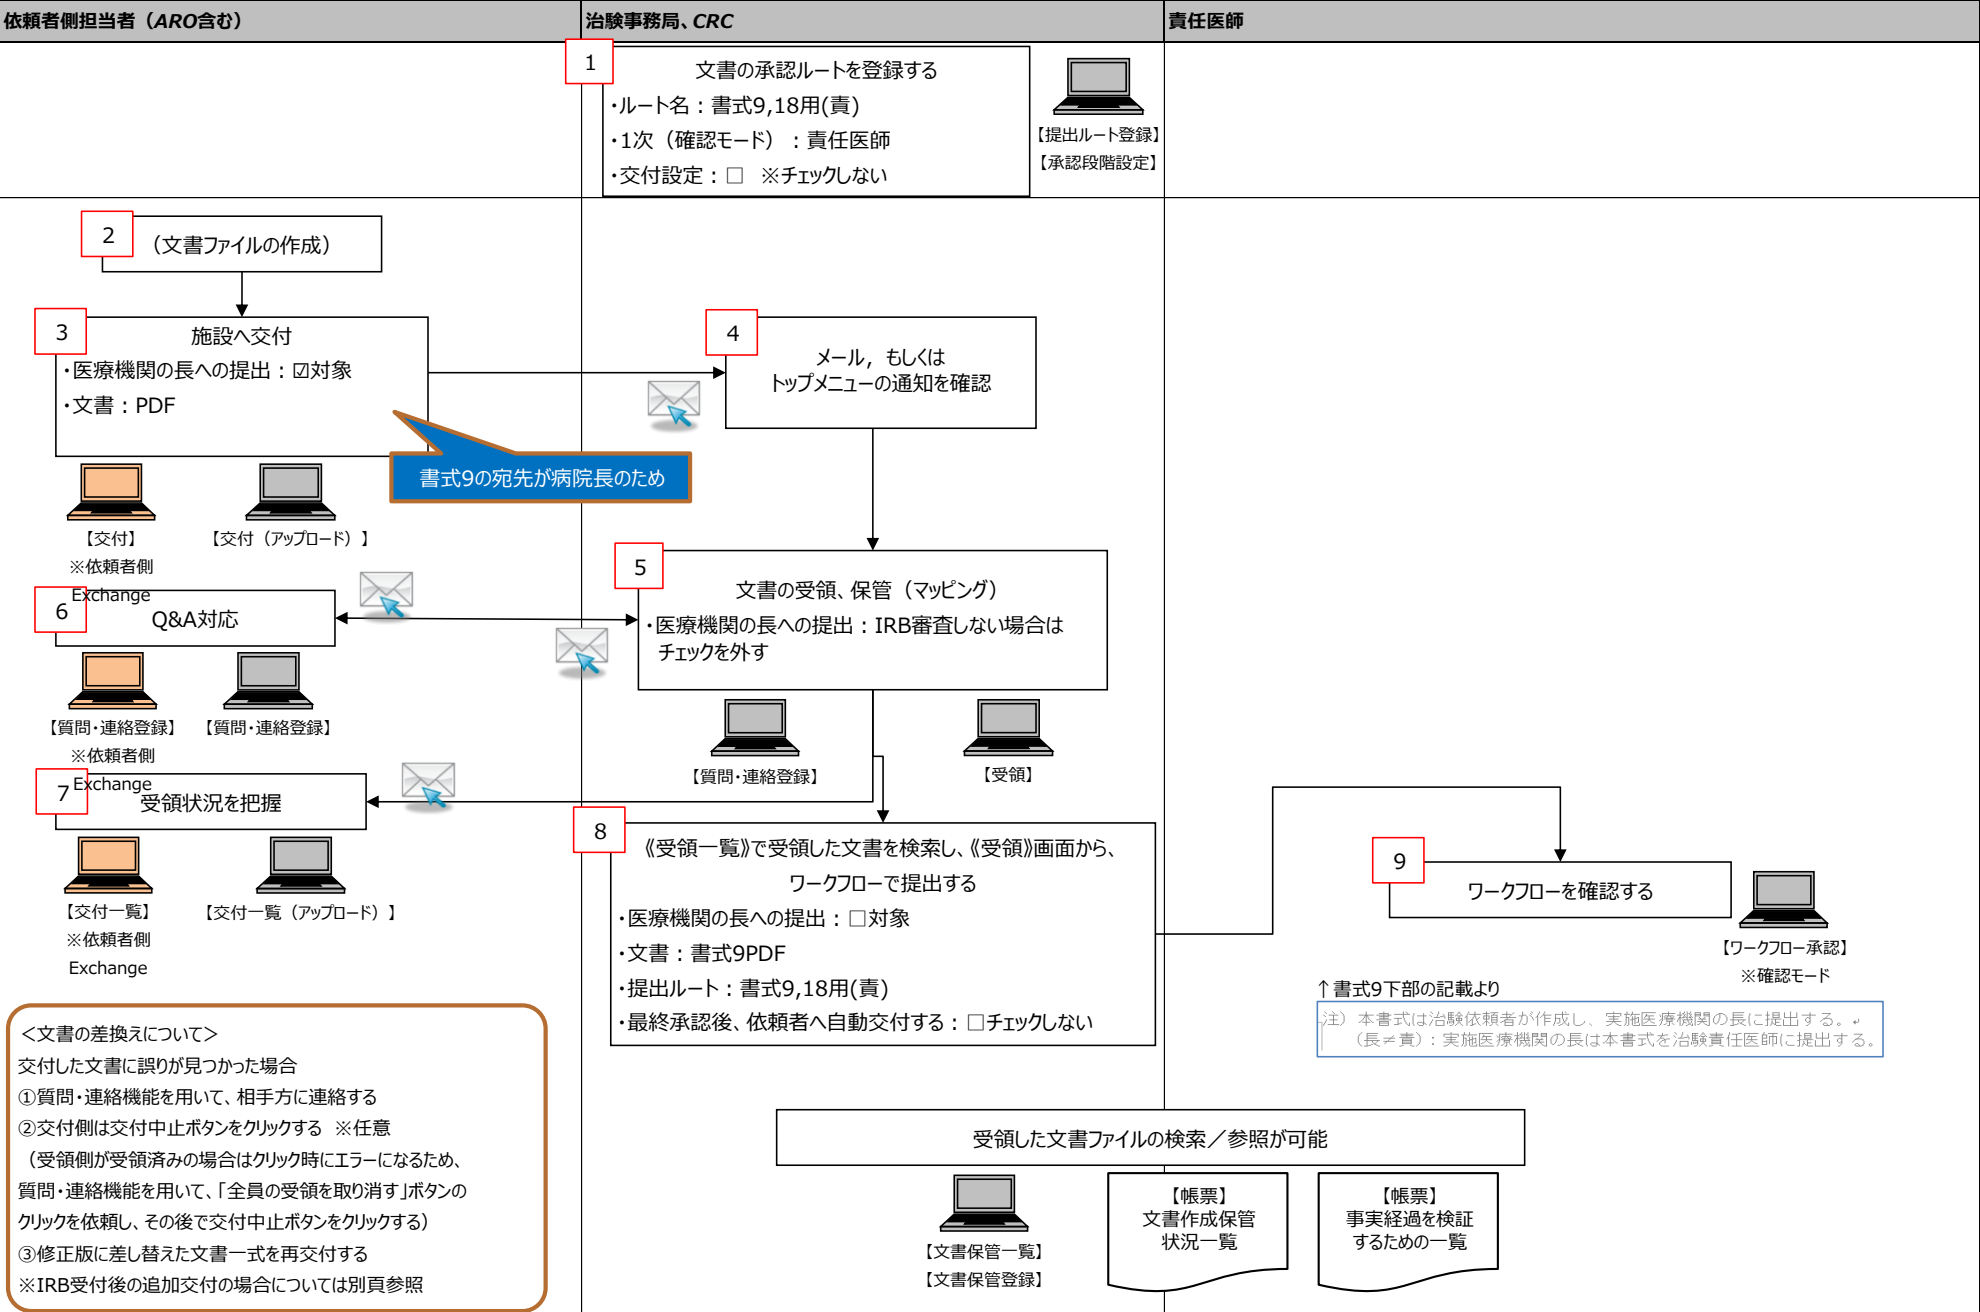 依頼者側担当者（ARO含む）
治験事務局、CRC
責任医師
1
文書の承認ルートを登録する
・ルート名：書式9,18用(責)
・1次（確認モード）：責任医師
・交付設定：□　※チェックしない
【提出ルート登録】
【承認段階設定】
2
（文書ファイルの作成）
3
施設へ交付
・医療機関の長への提出：☑対象
・文書：PDF
書式9の宛先が病院長のため
【交付】
※依頼者側
Exchange
【交付（アップロード）】
4
メール，もしくは
トップメニューの通知を確認
5
文書の受領、保管（マッピング）
・医療機関の長への提出：IRB審査しない場合は
チェックを外す
【質問・連絡登録】
【受領】
6
Q&A対応
【質問・連絡登録】
※依頼者側
Exchange
【質問・連絡登録】
7
受領状況を把握
【交付一覧】
※依頼者側
Exchange
【交付一覧（アップロード）】
8
《受領一覧》で受領した文書を検索し、《受領》画面から、
ワークフローで提出する
・医療機関の長への提出：□対象
・文書：書式9PDF
・提出ルート：書式9,18用(責)
・最終承認後、依頼者へ自動交付する：□チェックしない
9
ワークフローを確認する
【ワークフロー承認】
※確認モード
↑書式9下部の記載より
注）本書式は治験依頼者が作成し、実施医療機関の長に提出する。↵
（長≠責）：実施医療機関の長は本書式を治験責任医師に提出する。
＜文書の差換えについて＞
交付した文書に誤りが見つかった場合
①質問・連絡機能を用いて、相手方に連絡する
②交付側は交付中止ボタンをクリックする　※任意
（受領側が受領済みの場合はクリック時にエラーになるため、
質問・連絡機能を用いて、「全員の受領を取り消す」ボタンの
クリックを依頼し、その後で交付中止ボタンをクリックする）
③修正版に差し替えた文書一式を再交付する
※IRB受付後の追加交付の場合については別頁参照
受領した文書ファイルの検索／参照が可能
【文書保管一覧】
【文書保管登録】
【帳票】
文書作成保管
状況一覧
【帳票】
事実経過を検証
するための一覧